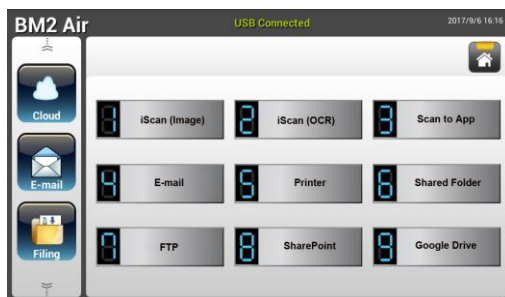 BM2 Air
USB Connected
2017/9/6 16:16
Cloud
E-mail
Filing
1 iScan (Image)
2 iScan (OCR)
3 Scan to App
4 E-mail
5 Printer
6 Shared Folder
7 FTP
8 SharePoint
9 Google Drive